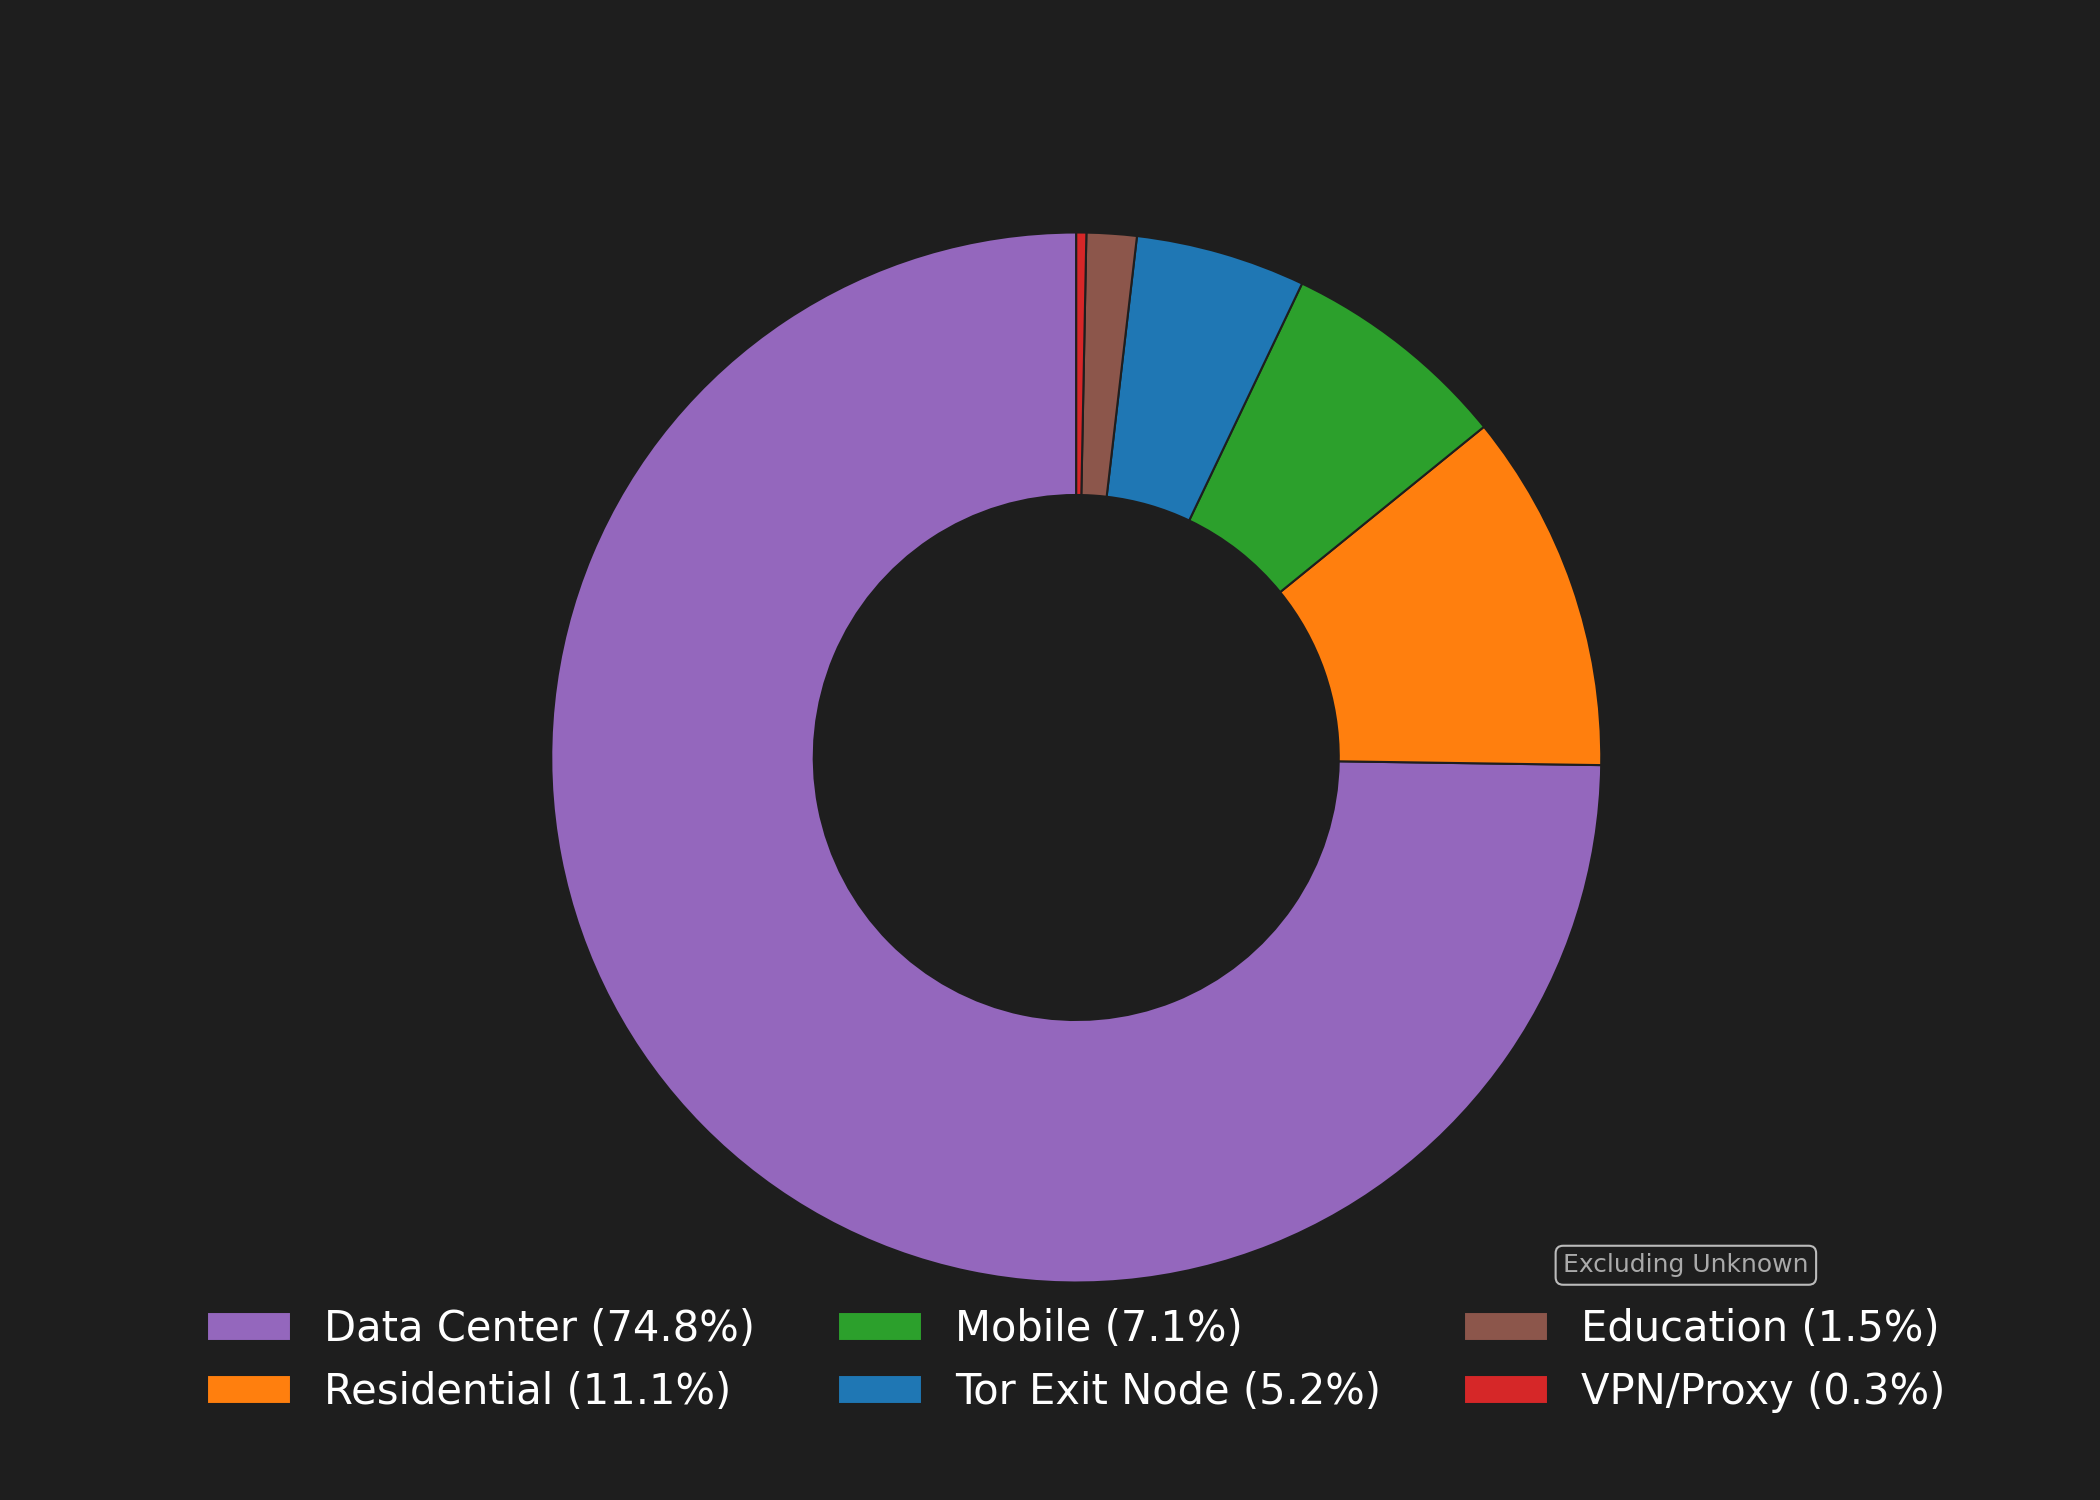 Excluding Unknown
Data Center (74.8%)
Residential (11.1%)
Mobile (7.1%)
Tor Exit Node (5.2%)
Education (1.5%)
VPN/Proxy (0.3%)